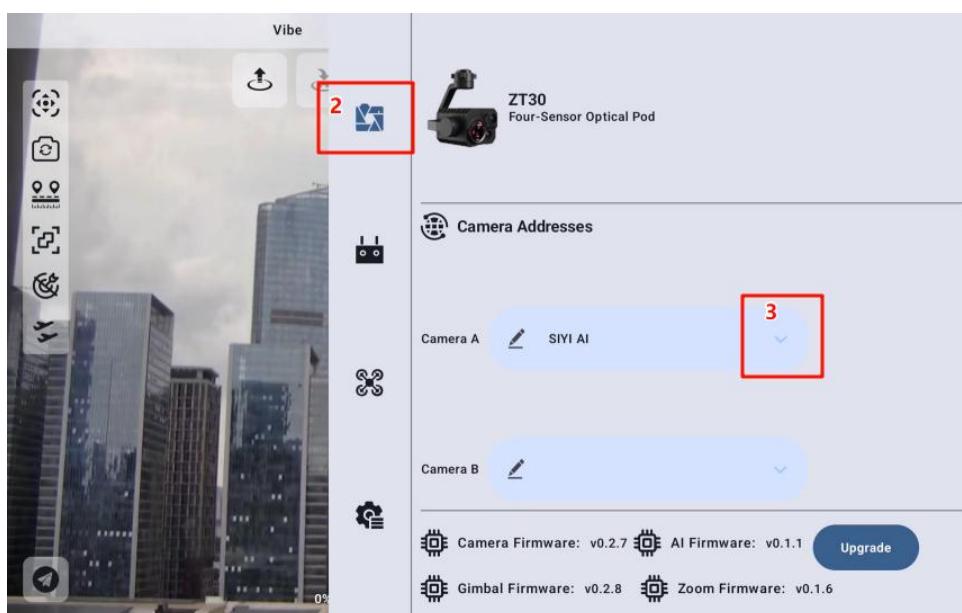 Vibe
2
ZT30
Four-Sensor Optical Pod
Camera Addresses
3
Camera A
SIYI AI
Camera B
Camera Firmware: v0.2.7
AI Firmware: v0.1.1
Upgrade
Gimbal Firmware: v0.2.8
Zoom Firmware: v0.1.6
0%